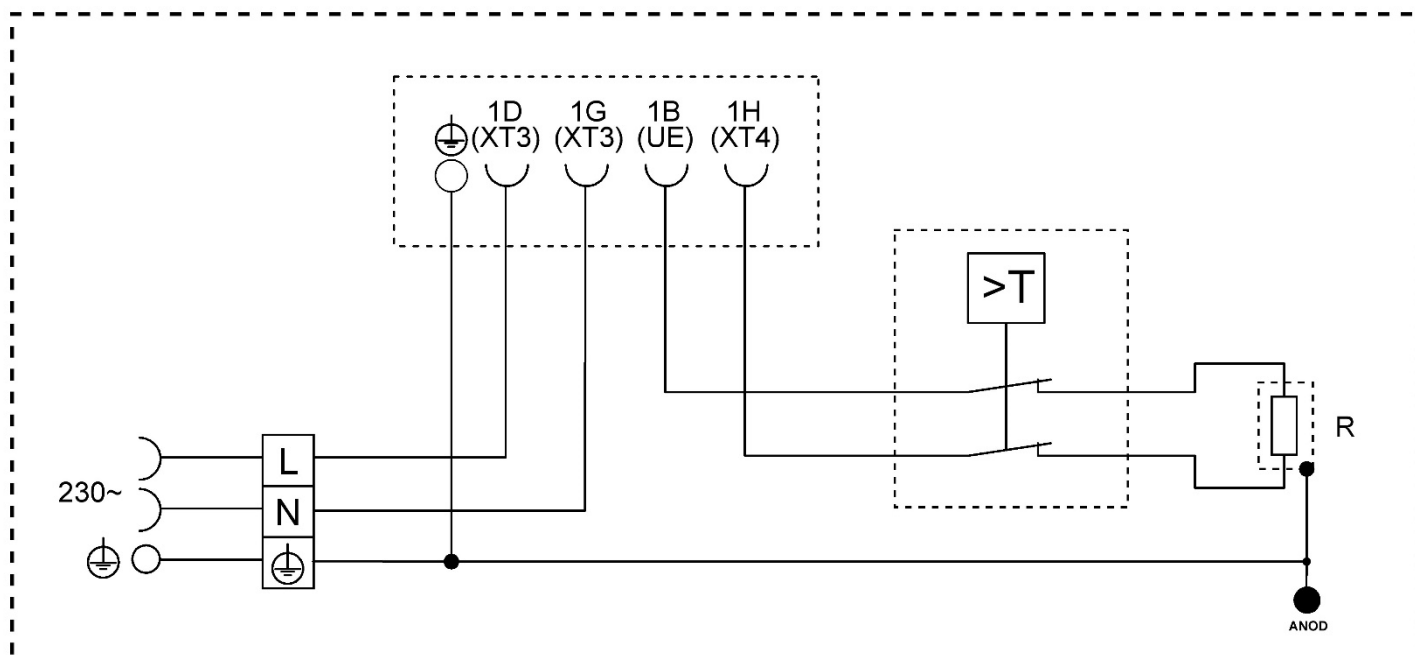 1D 1G 1B 1H
(XT3) (XT3) (UE) (XT4)
>T
R
L
230~
N
ANOD